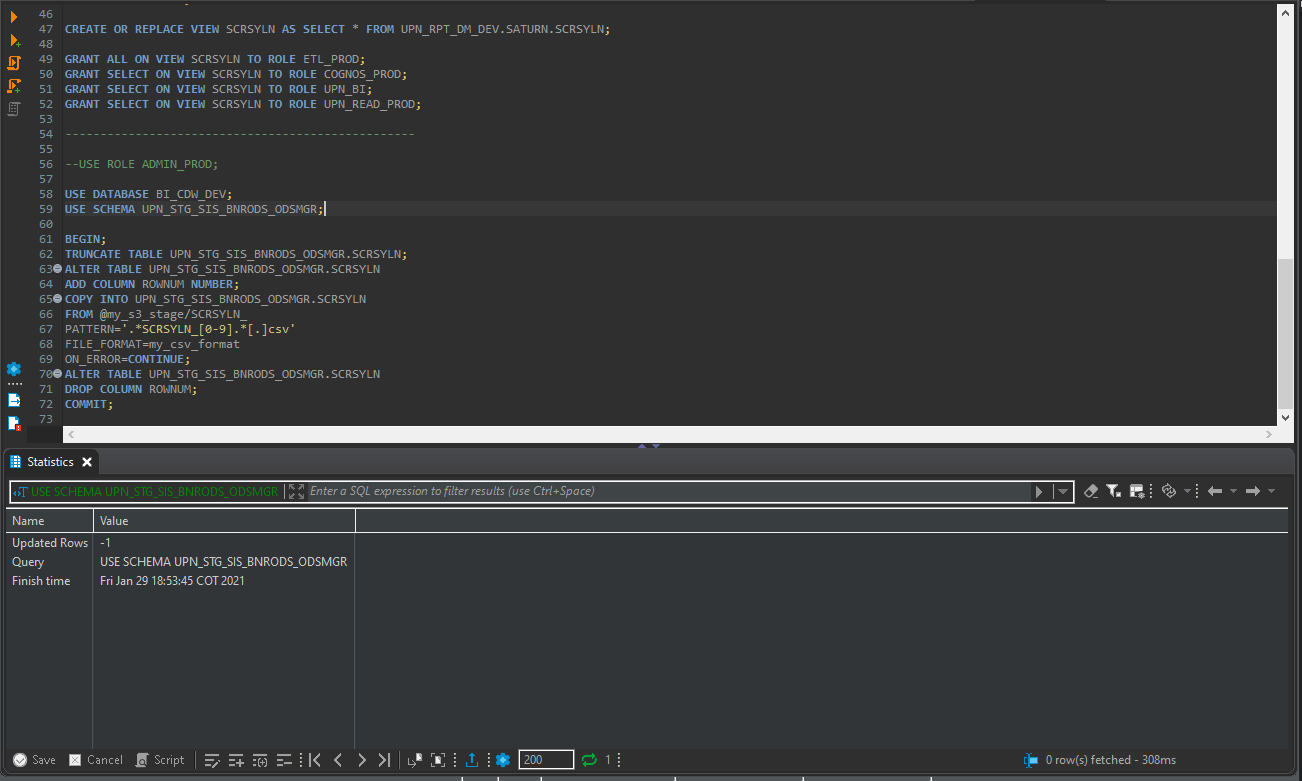 46
47 CREATE OR REPLACE VIEW SCRSYLN AS SELECT * FROM UPN_RPT_DM_DEV.SATURN.SCRSYLN;
48
49 GRANT ALL ON VIEW SCRSYLN TO ROLE ETL_PROD;
50 GRANT SELECT ON VIEW SCRSYLN TO ROLE COGNOS_PROD;
51 GRANT SELECT ON VIEW SCRSYLN TO ROLE UPN_BI;
52 GRANT SELECT ON VIEW SCRSYLN TO ROLE UPN_READ_PROD;
53
54 --------------------------------------------------
55
56 --USE ROLE ADMIN_PROD;
57
58 USE DATABASE BI_CDW_DEV;
59 USE SCHEMA UPN_STG_SIS_BNRODS_ODSMGR;
60
61 BEGIN;
62 TRUNCATE TABLE UPN_STG_SIS_BNRODS_ODSMGR.SCRSYLN;
63 ALTER TABLE UPN_STG_SIS_BNRODS_ODSMGR.SCRSYLN
64 ADD COLUMN ROWNUM NUMBER;
65 COPY INTO UPN_STG_SIS_BNRODS_ODSMGR.SCRSYLN
66 FROM @my_s3_stage/SCRSYLN_
67 PATTERN='.*SCRSYLN_[0-9].*[.]csv'
68 FILE_FORMAT=my_csv_format
69 ON_ERROR=CONTINUE;
70 ALTER TABLE UPN_STG_SIS_BNRODS_ODSMGR.SCRSYLN
71 DROP COLUMN ROWNUM;
72 COMMIT;
73
Statistics
USE SCHEMA UPN_STG_SIS_BNRODS_ODSMGR Enter a SQL expression to filter results (use Ctrl+Space)
Name Value
Updated Rows -1
Query USE SCHEMA UPN_STG_SIS_BNRODS_ODSMGR
Finish time Fri Jan 29 18:53:45 COT 2021
Save Cancel Script 200 1 0 row(s) fetched - 308ms